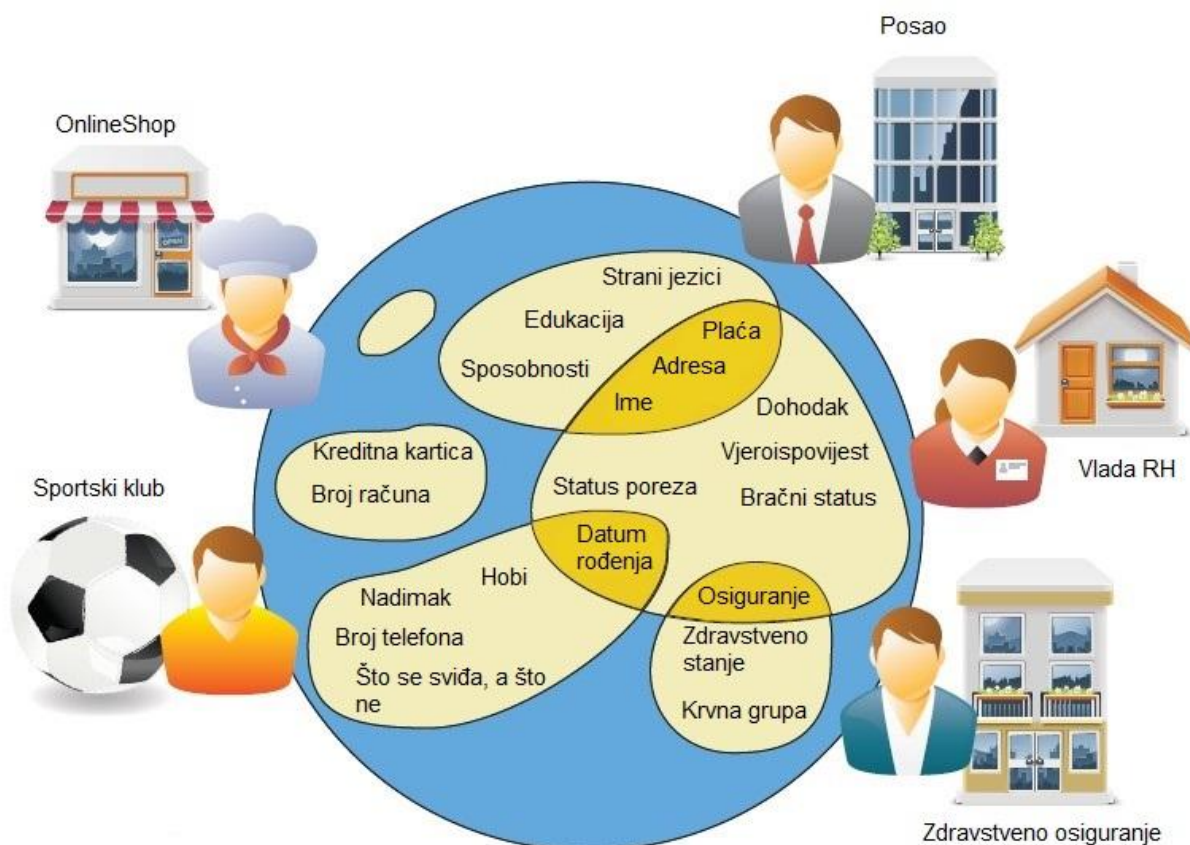 Posao
OnlineShop
OPEN
Strani jezici
Edukacija
Plaća
Sposobnosti
Adresa
Ime
Dohodak
Kreditna kartica
Vjeroispovijest
Vlada RH
Sportski klub
Broj računa
Status poreza
Bračni status
Datum
rođenja
Hobi
Nadimak
Osiguranje
Broj telefona
Zdravstveno
stanje
Što se sviđa, a što
ne
Krvna grupa
Zdravstveno osiguranje